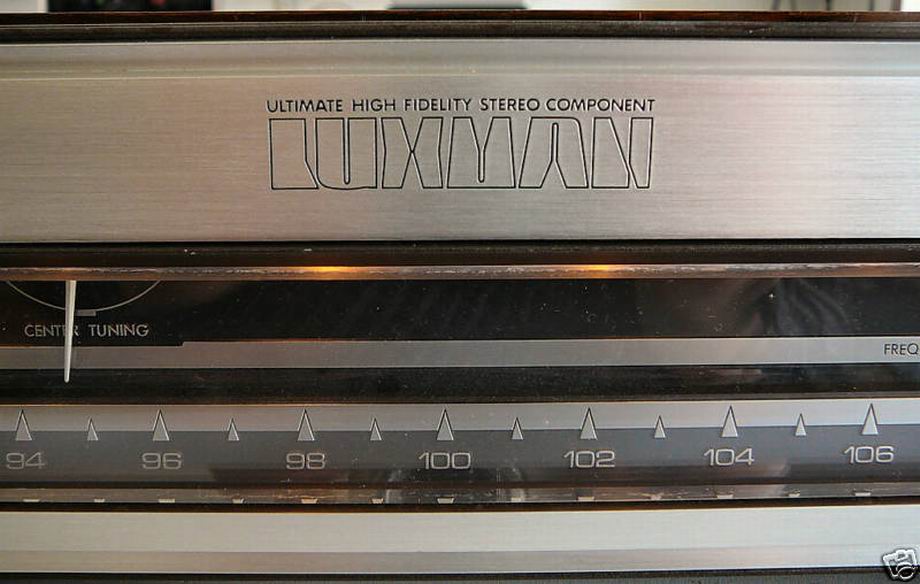 ULTIMATE HIGH FIDELITY STEREO COMPONENT
LUXMAN
CENTER TUNING
FREQ
94 96 98 100 102 104 106